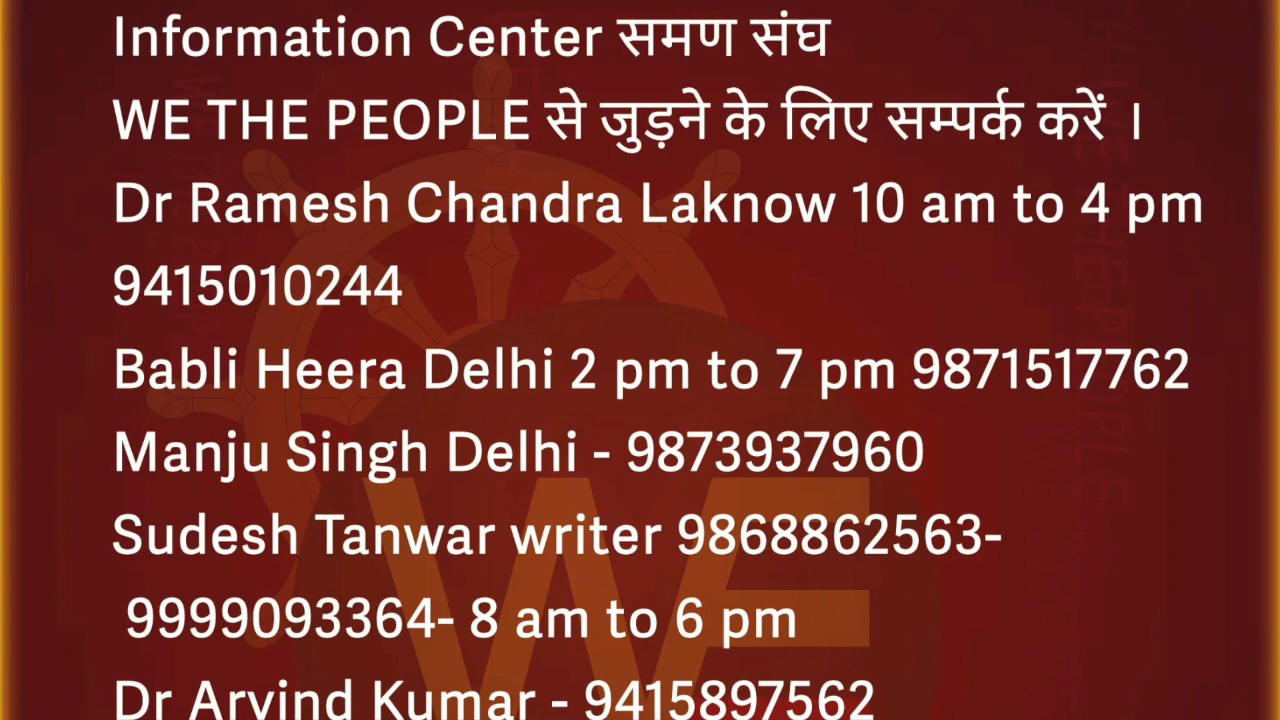 Information Center समण संघ
WE THE PEOPLE से जुड़ने के लिए सम्पर्क करें ।
Dr Ramesh Chandra Laknow 10 am to 4 pm
9415010244
Babli Heera Delhi 2 pm to 7 pm 9871517762
Manju Singh Delhi - 9873937960
Sudesh Tanwar writer 9868862563-
9999093364- 8 am to 6 pm
Dr Arvind Kumar - 9415897562
WE